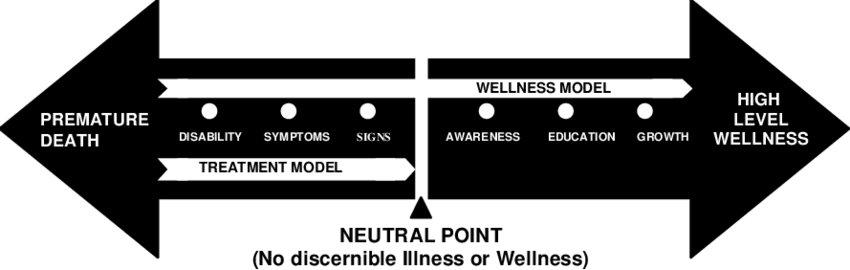 WELLNESS MODEL
PREMATURE
DEATH
DISABILITY SYMPTOMS SIGNS AWARENESS EDUCATION GROWTH
HIGH
LEVEL
WELLNESS
TREATMENT MODEL
NEUTRAL POINT
(No discernible Illness or Wellness)